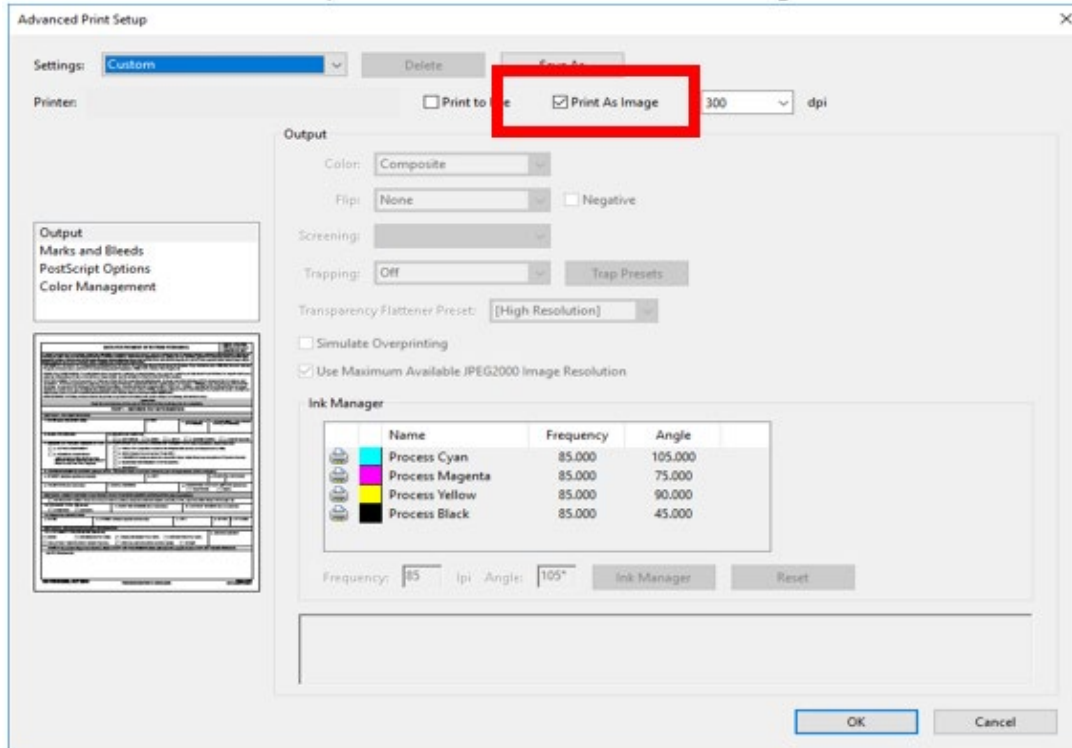 Advanced Print Setup
Settings: Custom Delete Save As
Printer: Print to File Print As Image 300 dpi
Output
Color: Composite
Flip: None Negative
Output
Marks and Bleeds
PostScript Options
Color Management
Screening:
Trapping: Off Trap Presets
Transparency Flattener Preset: [High Resolution]
Simulate Overprinting
Use Maximum Available JPEG2000 Image Resolution
Ink Manager
Name Frequency Angle
Process Cyan 85.000 105.000
Process Magenta 85.000 75.000
Process Yellow 85.000 90.000
Process Black 85.000 45.000
Frequency: 85 lpi Angle: 105° Ink Manager Reset
OK Cancel